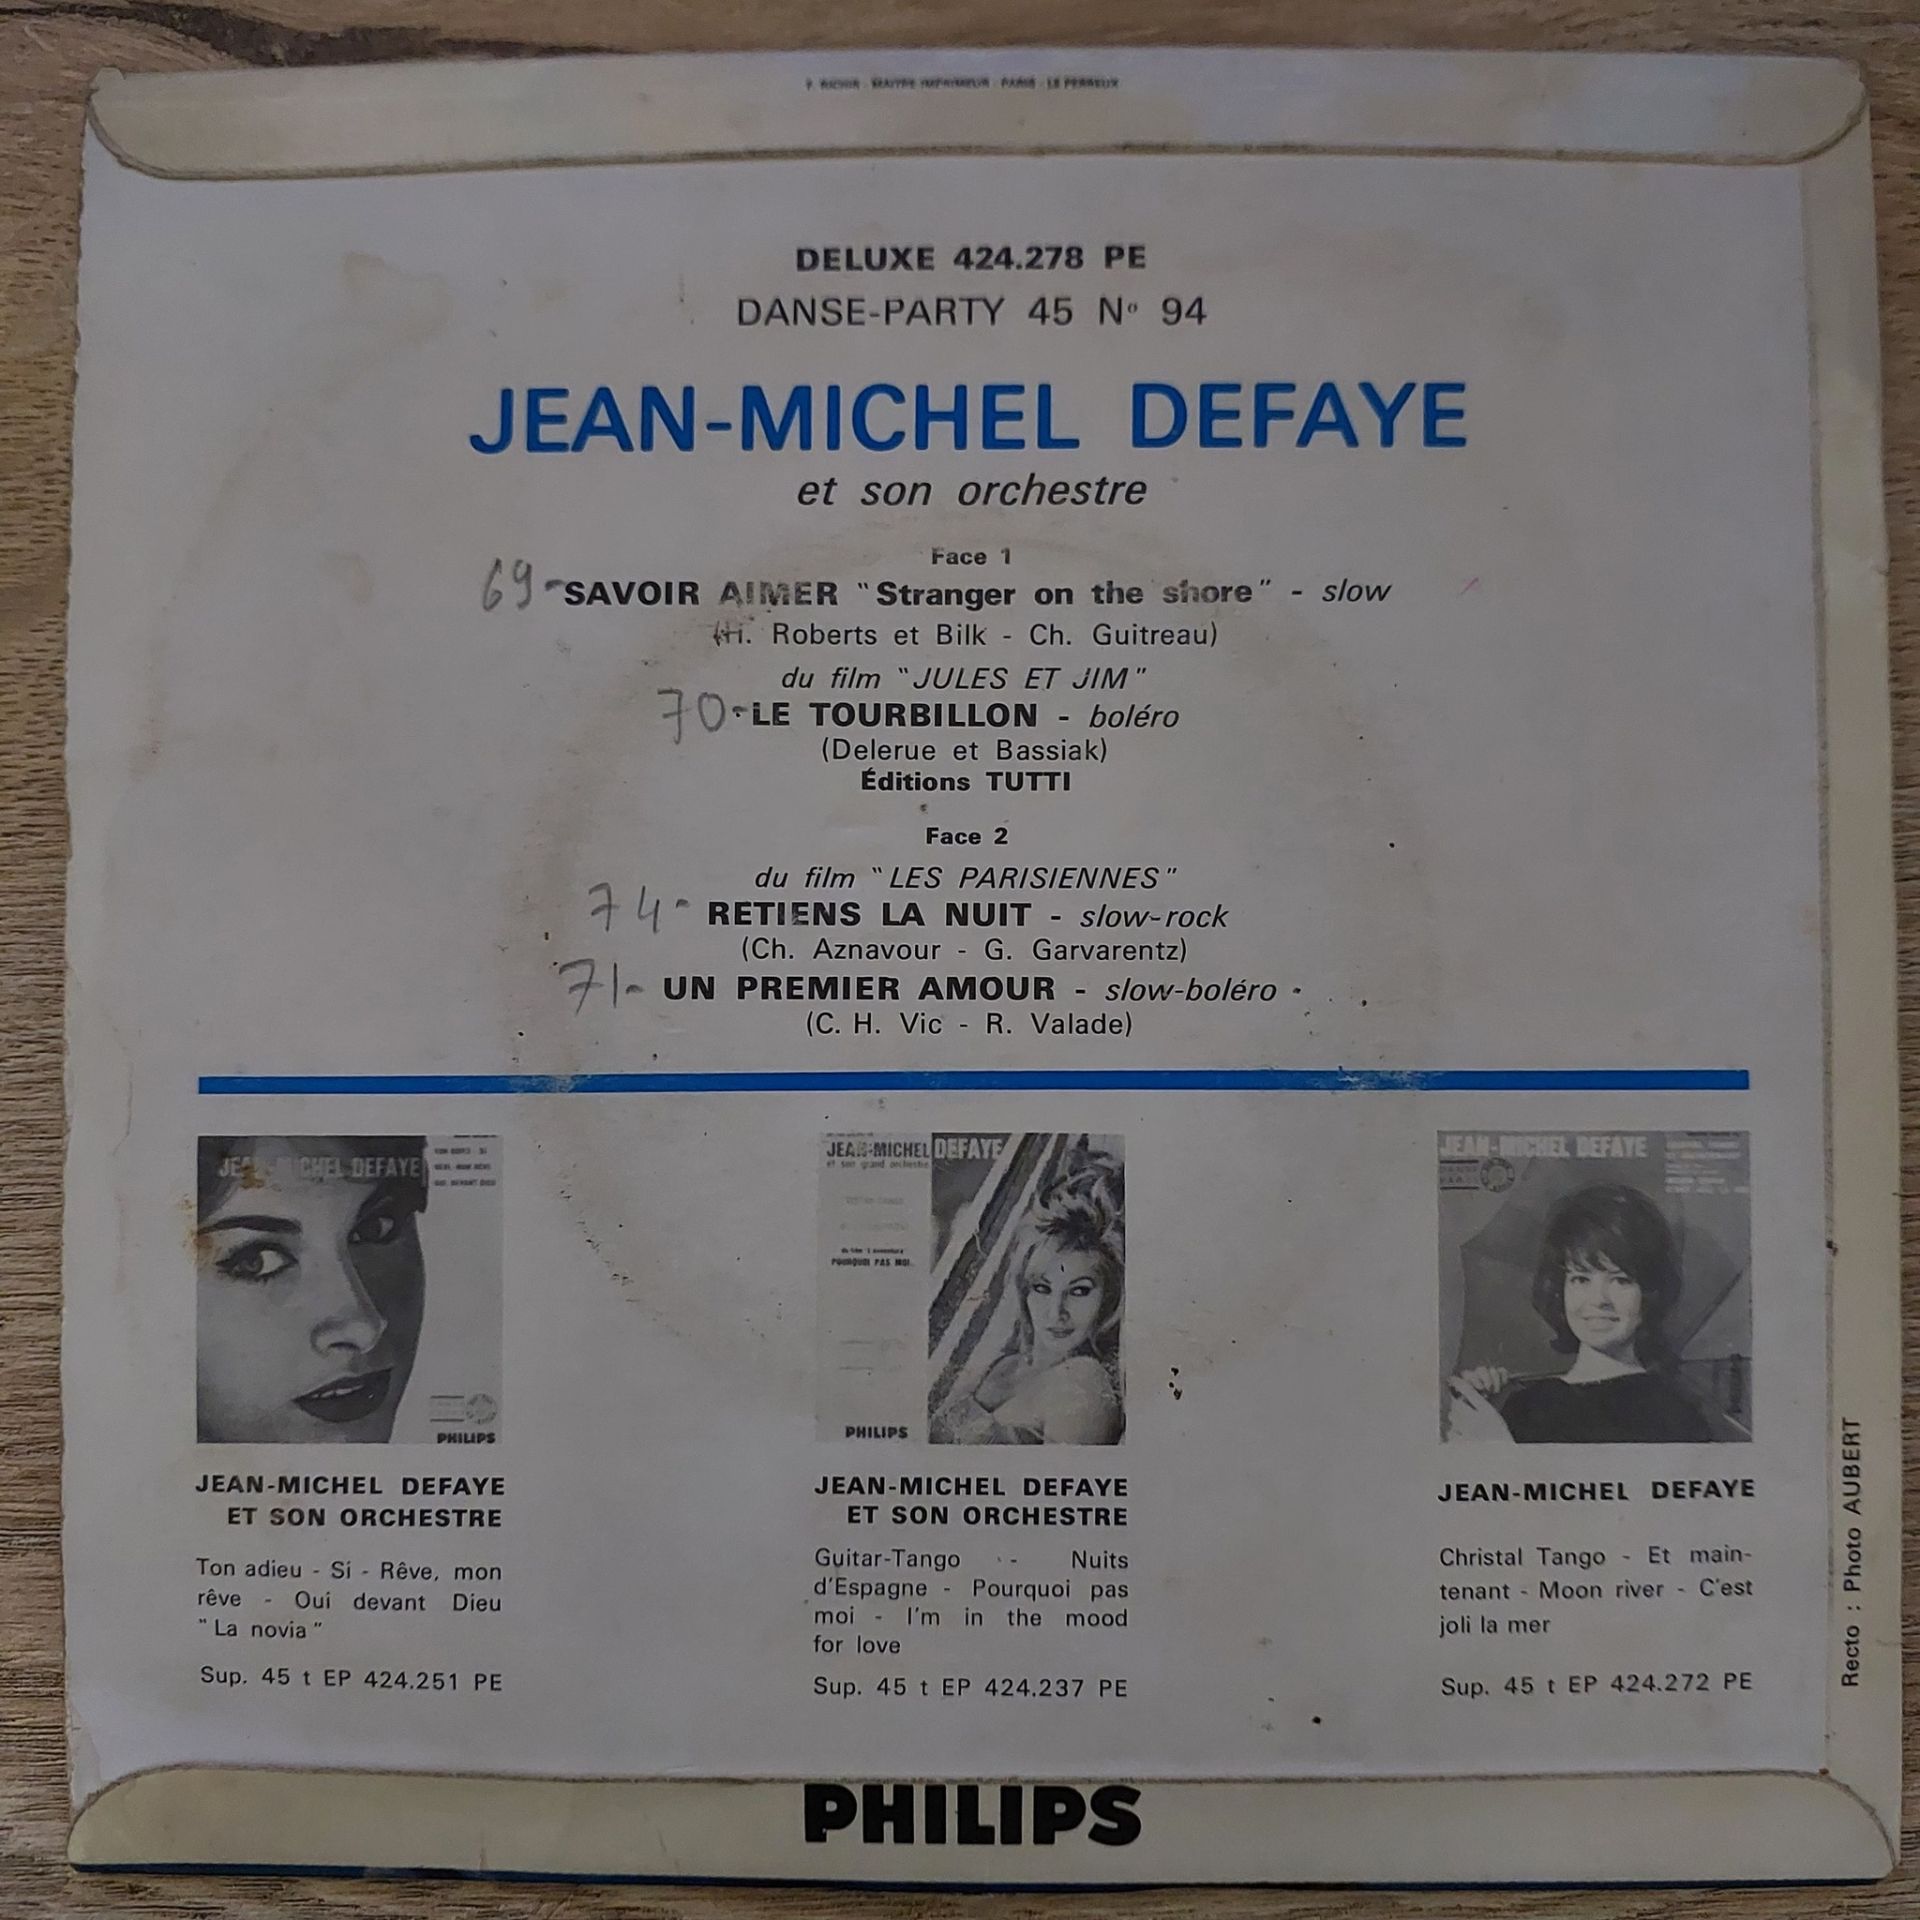 MAITRE IMPRIMEUR - PARIS - LE PERREUX
DELUXE 424.278 PE
DANSE-PARTY 45 Nº 94
JEAN-MICHEL DEFAYE
et son orchestre
Face 1
69- SAVOIR AIMER "Stranger on the shore" - slow
(H. Roberts et Bilk - Ch. Guitreau)
du film "JULES ET JIM"
70- LE TOURBILLON - boléro
(Delerue et Bassiak)
Éditions TUTTI
Face 2
du film "LES PARISIENNES"
74- RETIENS LA NUIT - slow-rock
(Ch. Aznavour - G. Garvarentz)
71- UN PREMIER AMOUR - slow-boléro
(C. H. Vic - R. Valade)
JEAN-MICHEL DEFAYE
PHILIPS
JEAN-MICHEL DEFAYE
ET SON ORCHESTRE
Ton adieu - Si - Rêve, mon
rêve - Oui devant Dieu
"La novia"
Sup. 45 t EP 424.251 PE
JEAN-MICHEL DEFAYE
et son grand orchestre
POURQUOI PAS MOI
PHILIPS
JEAN-MICHEL DEFAYE
ET SON ORCHESTRE
Guitar-Tango - Nuits
d'Espagne - Pourquoi pas
moi - I'm in the mood
for love
Sup. 45 t EP 424.237 PE
JEAN-MICHEL DEFAYE
JEAN-MICHEL DEFAYE
Christal Tango - Et main-
tenant - Moon river - C'est
joli la mer
Sup. 45 t EP 424.272 PE
Recto : Photo AUBERT
PHILIPS